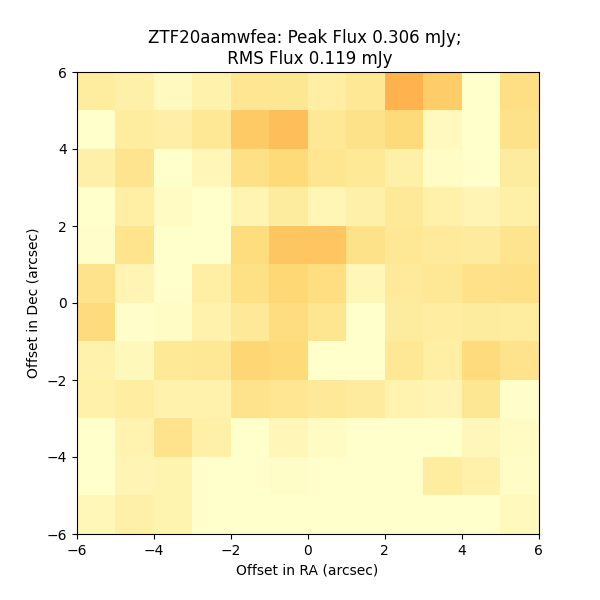 ZTF20aamwfea: Peak Flux 0.306 mJy;
RMS Flux 0.119 mJy
6
4
2
0
−2
−4
−6
Offset in Dec (arcsec)
−6 −4 −2 0 2 4 6
Offset in RA (arcsec)